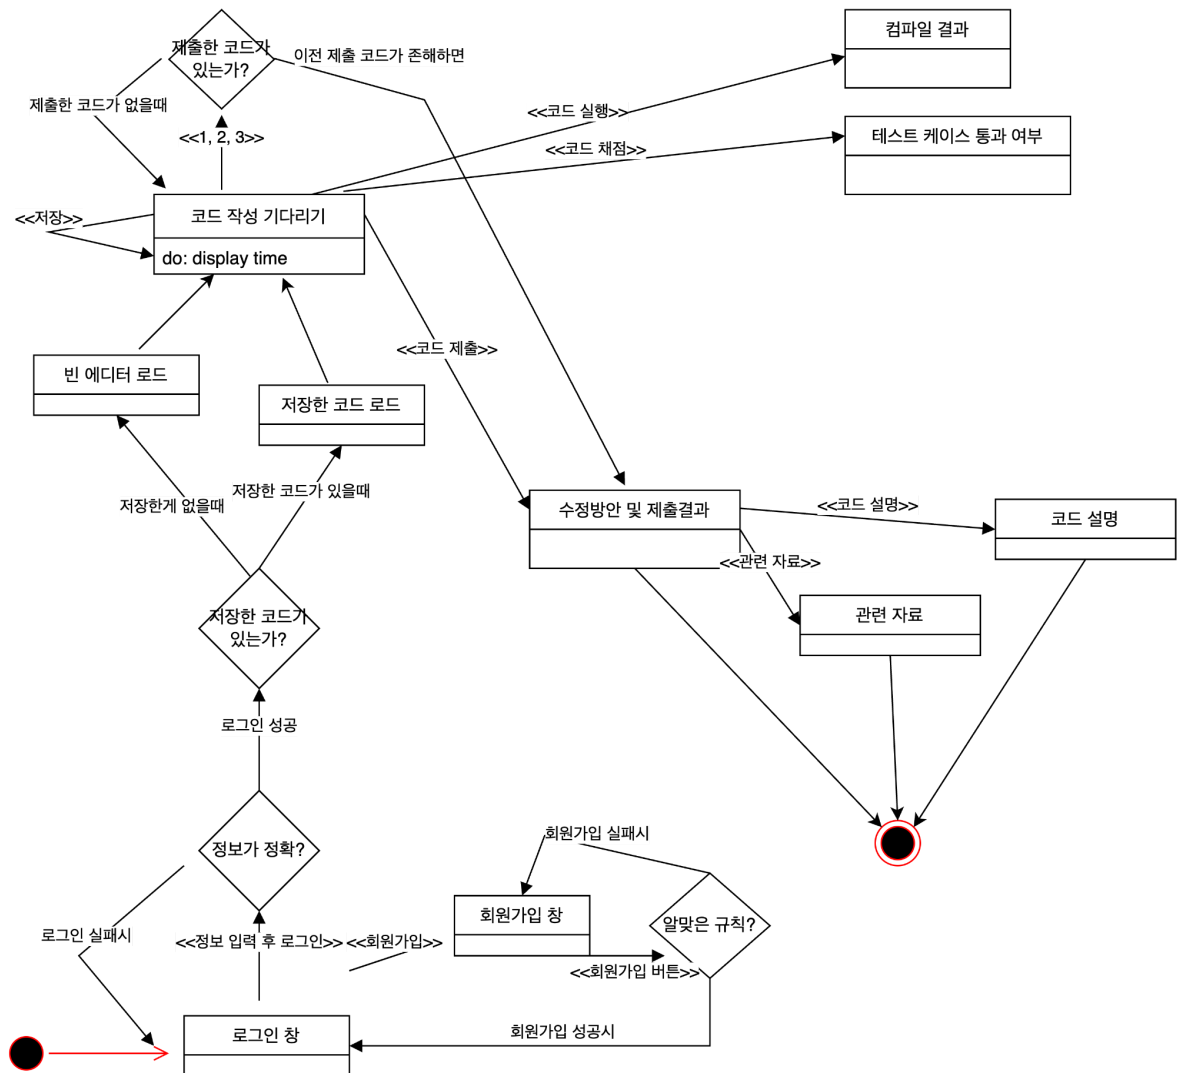 제출한 코드가
있는가?
이전 제출 코드가 존재하면
컴파일 결과
제출한 코드가 없을때
<<코드 실행>>
<<1, 2, 3>>
테스트 케이스 통과 여부
<<코드 채점>>
<<저장>>
코드 작성 기다리기
do: display time
<<코드 제출>>
빈 에디터 로드
저장한 코드 로드
저장한게 없을때
저장한 코드가 있을때
수정방안 및 제출결과
<<코드 설명>>
코드 설명
<<관련 자료>>
관련 자료
저장한 코드가
있는가?
로그인 성공
정보가 정확?
회원가입 실패시
회원가입 창
알맞은 규칙?
로그인 실패시
<<정보 입력 후 로그인>>
<<회원가입>>
<<회원가입 버튼>>
회원가입 성공시
로그인 창